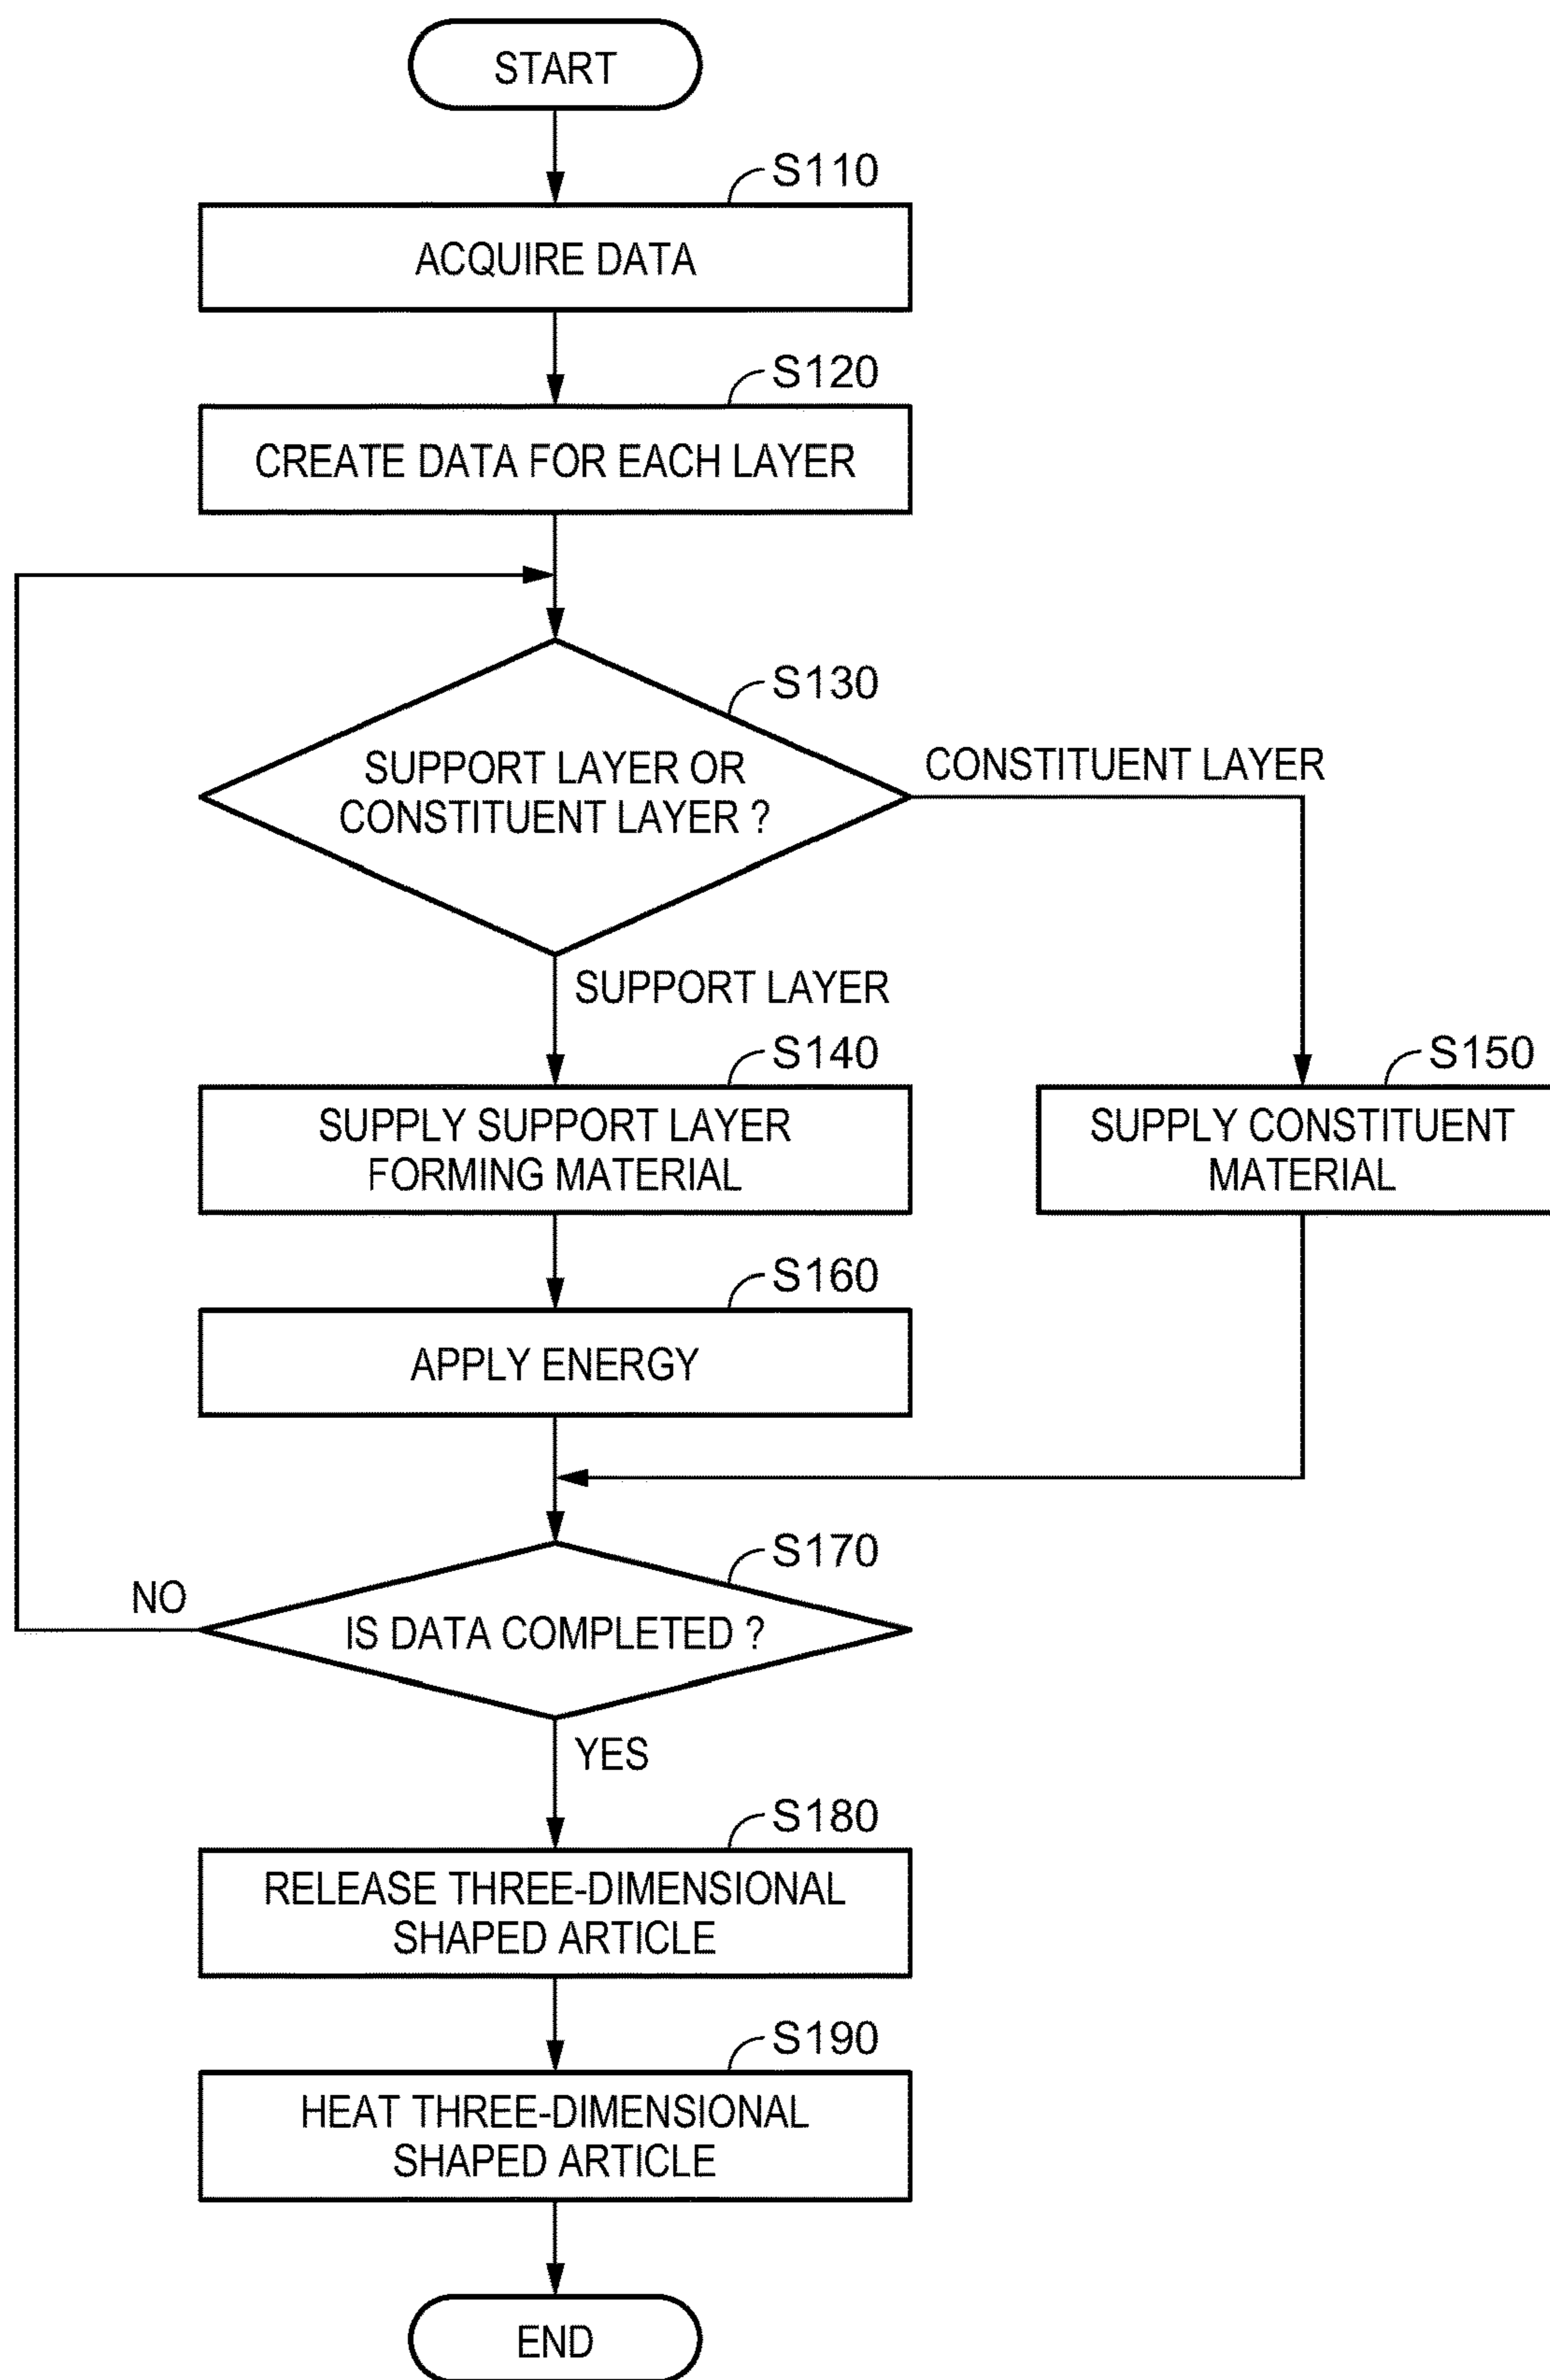 START
S110
ACQUIRE DATA
S120
CREATE DATA FOR EACH LAYER
S130
SUPPORT LAYER OR
CONSTITUENT LAYER ?
CONSTITUENT LAYER
SUPPORT LAYER
S140
SUPPLY SUPPORT LAYER
FORMING MATERIAL
S150
SUPPLY CONSTITUENT
MATERIAL
S160
APPLY ENERGY
S170
IS DATA COMPLETED ?
NO
YES
S180
RELEASE THREE-DIMENSIONAL
SHAPED ARTICLE
S190
HEAT THREE-DIMENSIONAL
SHAPED ARTICLE
END